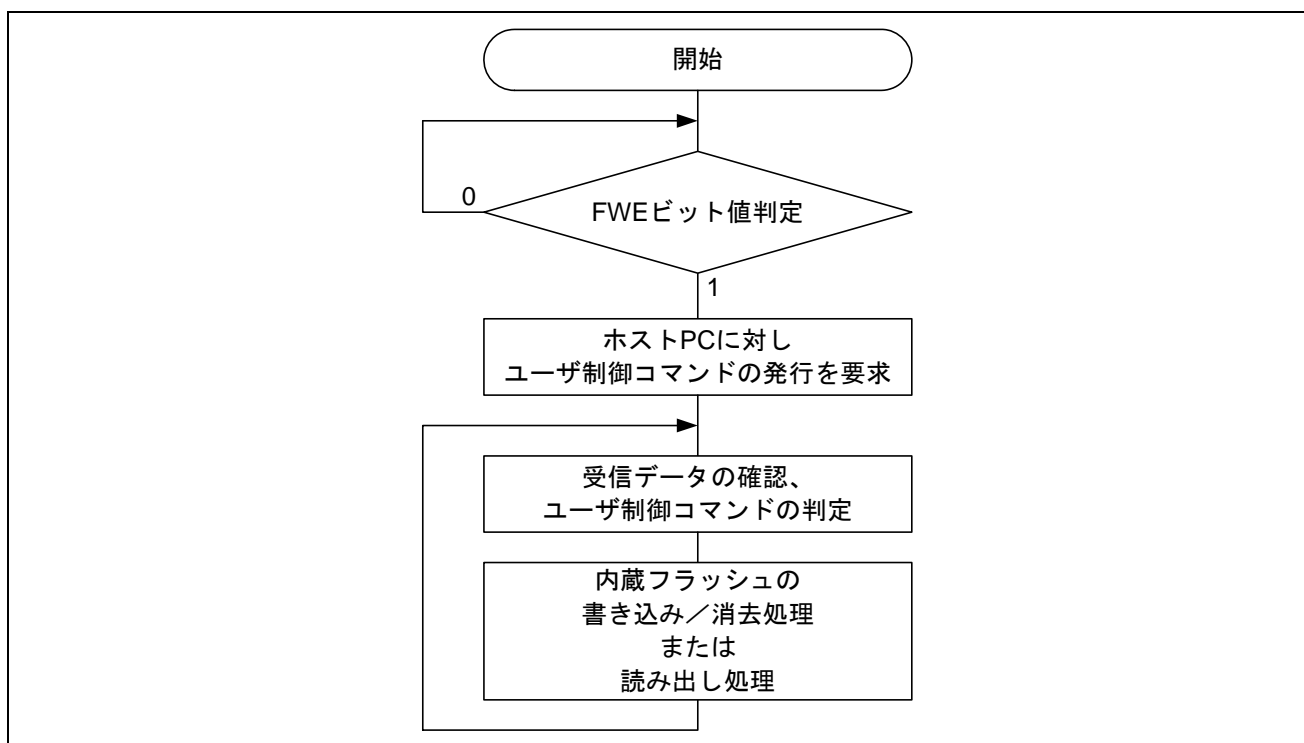 開始
0
FWEビット値判定
1
ホストPCに対し
ユーザ制御コマンドの発行を要求
受信データの確認、
ユーザ制御コマンドの判定
内蔵フラッシュの
書き込み／消去処理
または
読み出し処理